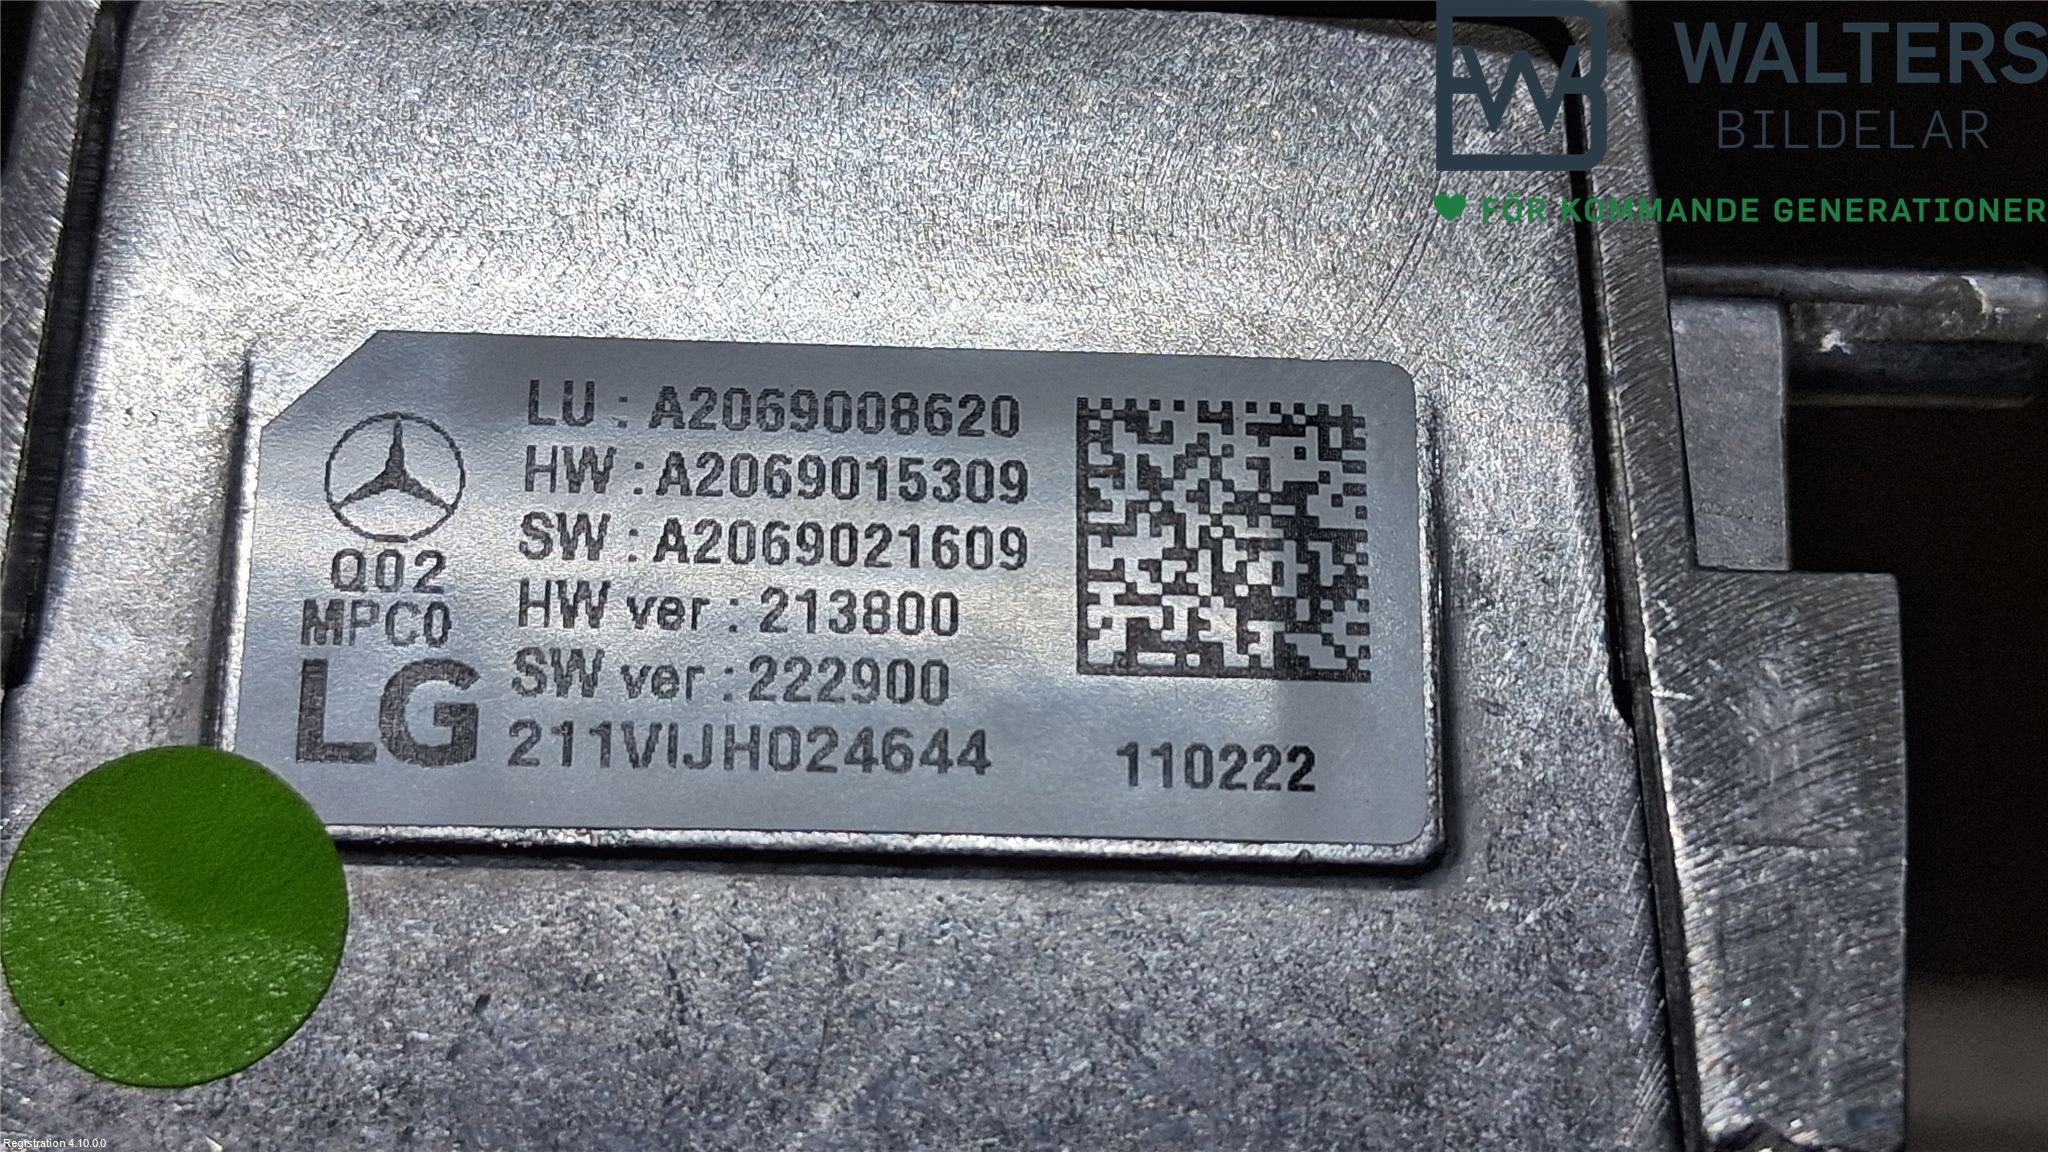 WALTERS
BILDELAR
FÖR KOMMANDE GENERATIONER
LU : A2069008620
HW : A2069015309
SW : A2069021609
HW ver : 213800
SW ver : 222900
211VIJH024644
110222
Q02
MPC0
LG
Registration 4.10.0.0